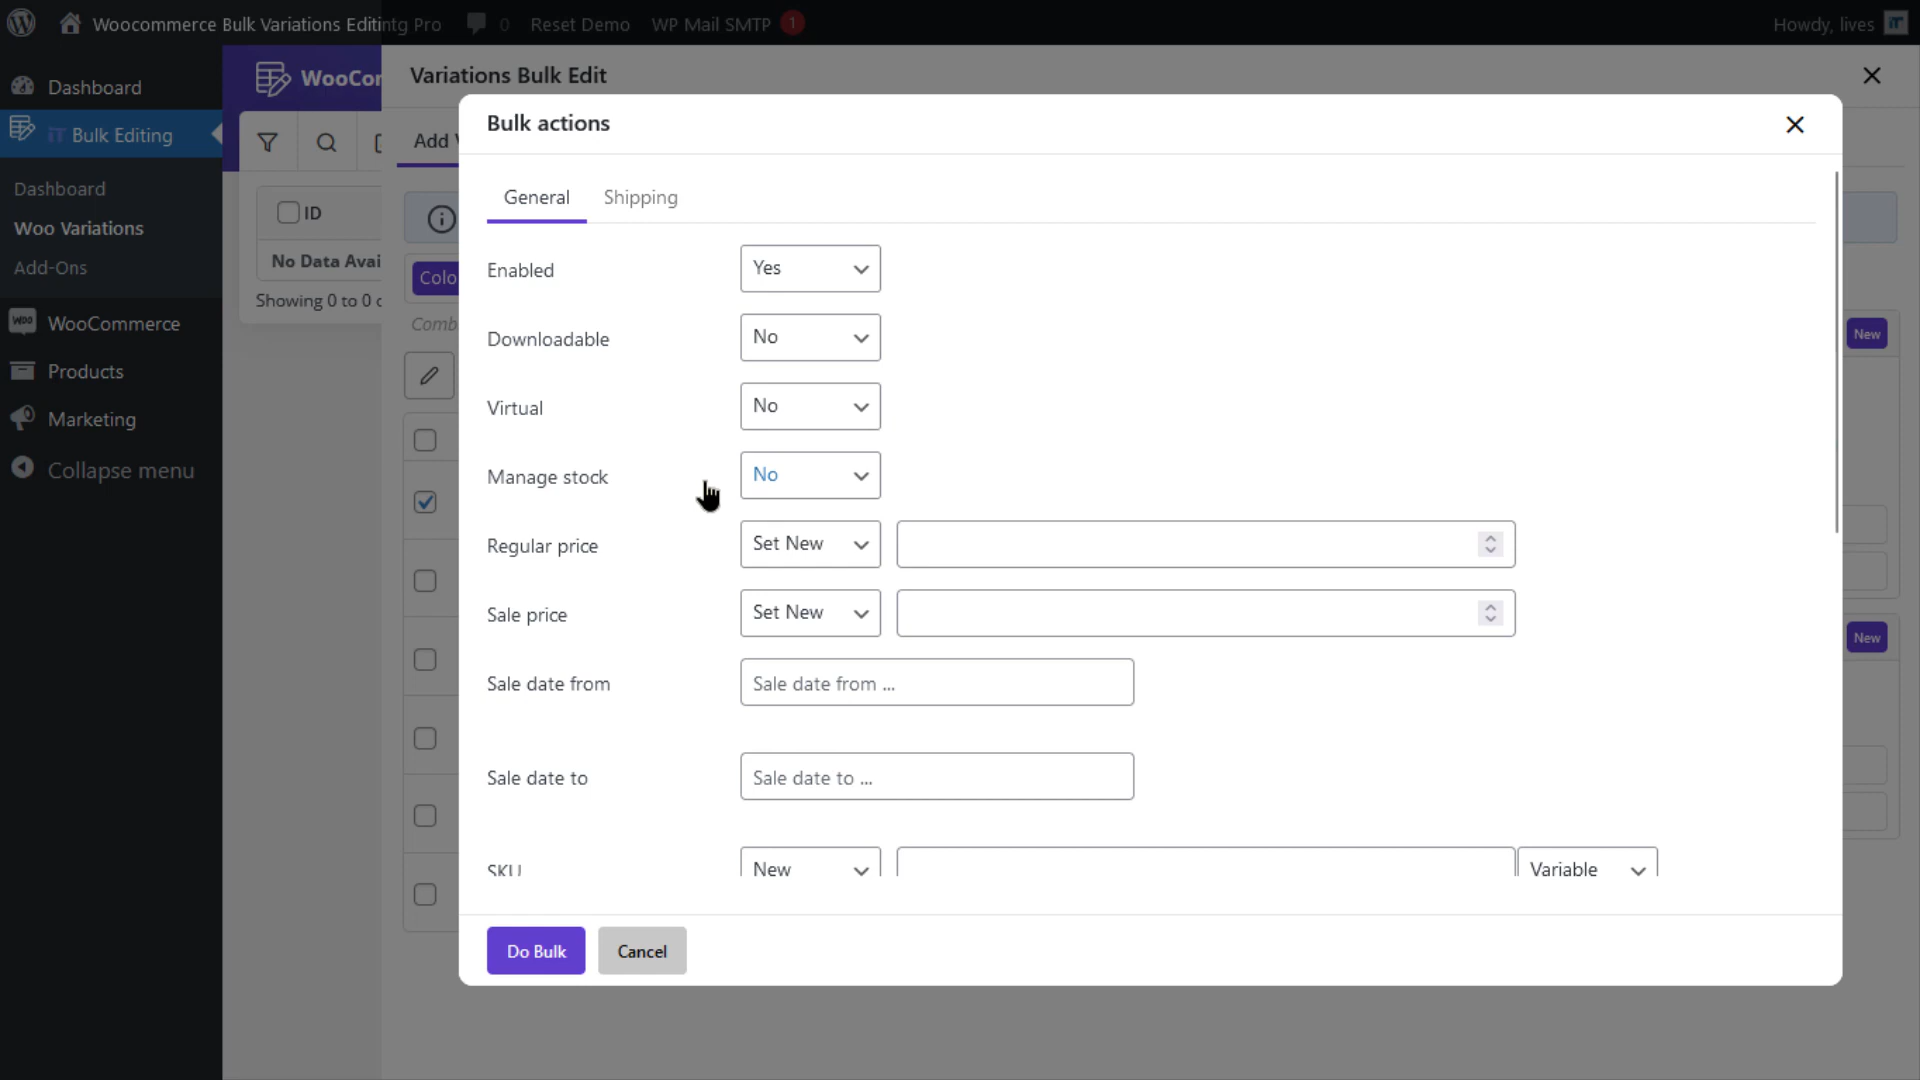 Woocommerce Bulk Variations Editintg Pro
0
Reset Demo
WP Mail SMTP
1
Howdy, lives
iT
Dashboard
iT Bulk Editing
Dashboard
Woo Variations
Add-Ons
WOO WooCommerce
Products
Marketing
Collapse menu
WooCor
ID
No Data Avai
Showing 0 to 0 o
Variations Bulk Edit
Add V
Colo
Comb
New
New
Bulk actions
General
Shipping
Enabled
Yes
Downloadable
No
Virtual
No
Manage stock
No
Regular price
Set New
Sale price
Set New
Sale date from
Sale date from ...
Sale date to
Sale date to ...
SKU
New
Variable
Do Bulk
Cancel